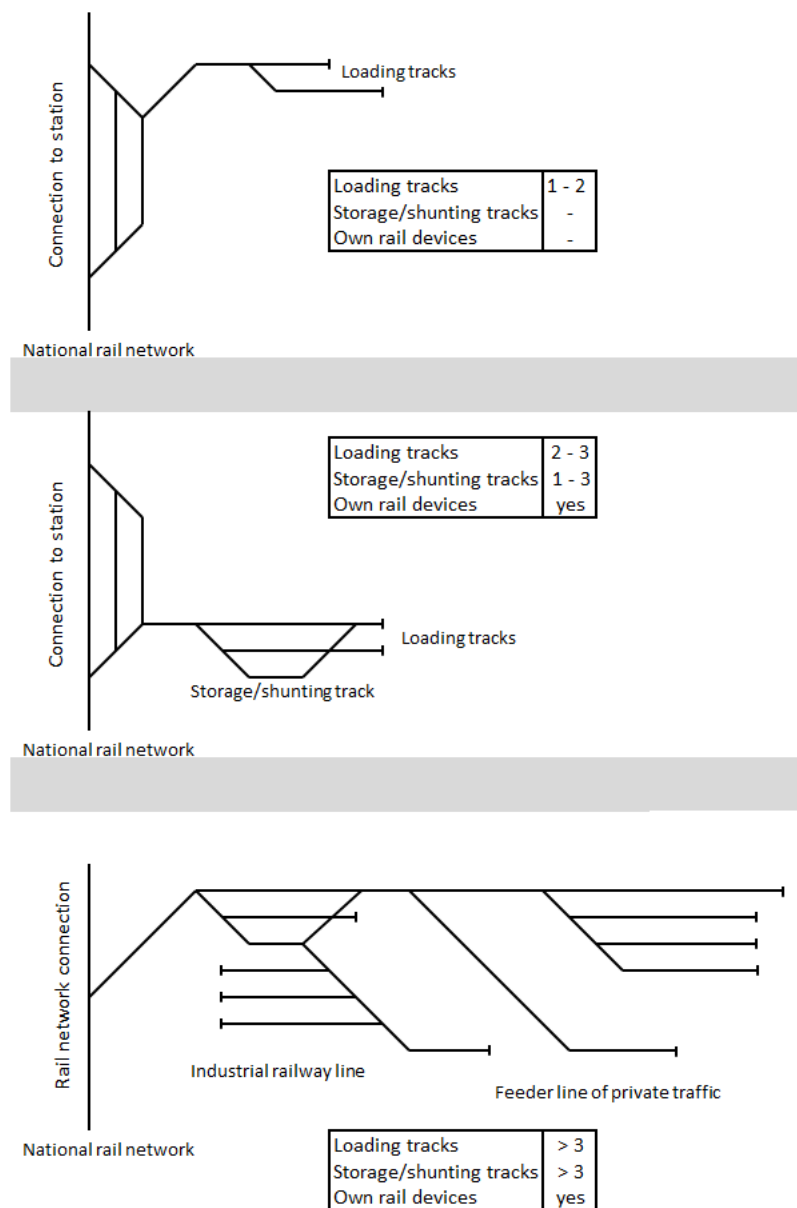 Loading tracks
Connection to station
Loading tracks 1 - 2
Storage/shunting tracks -
Own rail devices -
National rail network
Loading tracks 2 - 3
Storage/shunting tracks 1 - 3
Own rail devices yes
Connection to station
Loading tracks
Storage/shunting track
National rail network
Rail network connection
Industrial railway line
Feeder line of private traffic
National rail network
Loading tracks > 3
Storage/shunting tracks > 3
Own rail devices yes